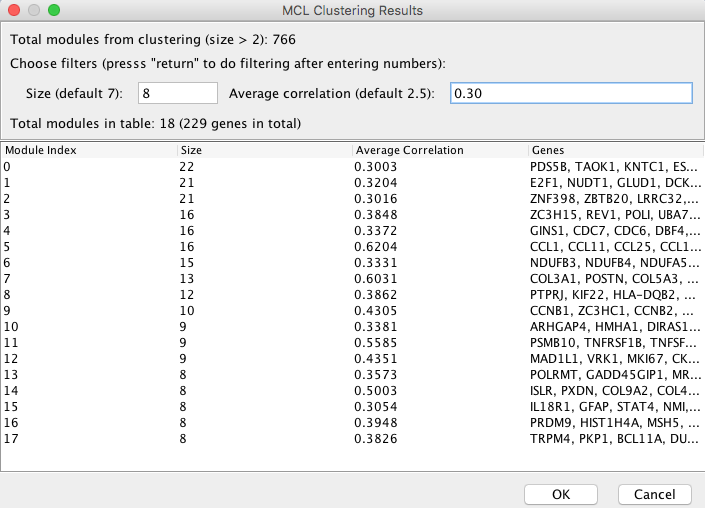 MCL Clustering Results
Total modules from clustering (size > 2): 766
Choose filters (presss "return" to do filtering after entering numbers):
Size (default 7): 8 Average correlation (default 2.5): 0.30
Total modules in table: 18 (229 genes in total)
Module Index Size Average Correlation Genes
0 22 0.3003 PDS5B, TAOK1, KNTC1, ES...
1 21 0.3204 E2F1, NUDT1, GLUD1, DCK...
2 21 0.3016 ZNF398, ZBTB20, LRRC32,...
3 16 0.3848 ZC3H15, REV1, POLI, UBA7...
4 16 0.3372 GINS1, CDC7, CDC6, DBF4,...
5 16 0.6204 CCL1, CCL11, CCL25, CCL1...
6 15 0.3331 NDUFB3, NDUFB4, NDUFA5...
7 13 0.6031 COL3A1, POSTN, COL5A3, ...
8 12 0.3862 PTPRJ, KIF22, HLA-DQB2, ...
9 10 0.4305 CCNB1, ZC3HC1, CCNB2, ...
10 9 0.3381 ARHGAP4, HMHA1, DIRAS1...
11 9 0.5585 PSMB10, TNFRSF1B, TNFSF...
12 9 0.4351 MAD1L1, VRK1, MKI67, CK...
13 8 0.3573 POLRMT, GADD45GIP1, MR...
14 8 0.5003 ISLR, PXDN, COL9A2, COL4...
15 8 0.3054 IL18R1, GFAP, STAT4, NMI,...
16 8 0.3948 PRDM9, HIST1H4A, MSH5, ...
17 8 0.3826 TRPM4, PKP1, BCL11A, DU...
OK Cancel